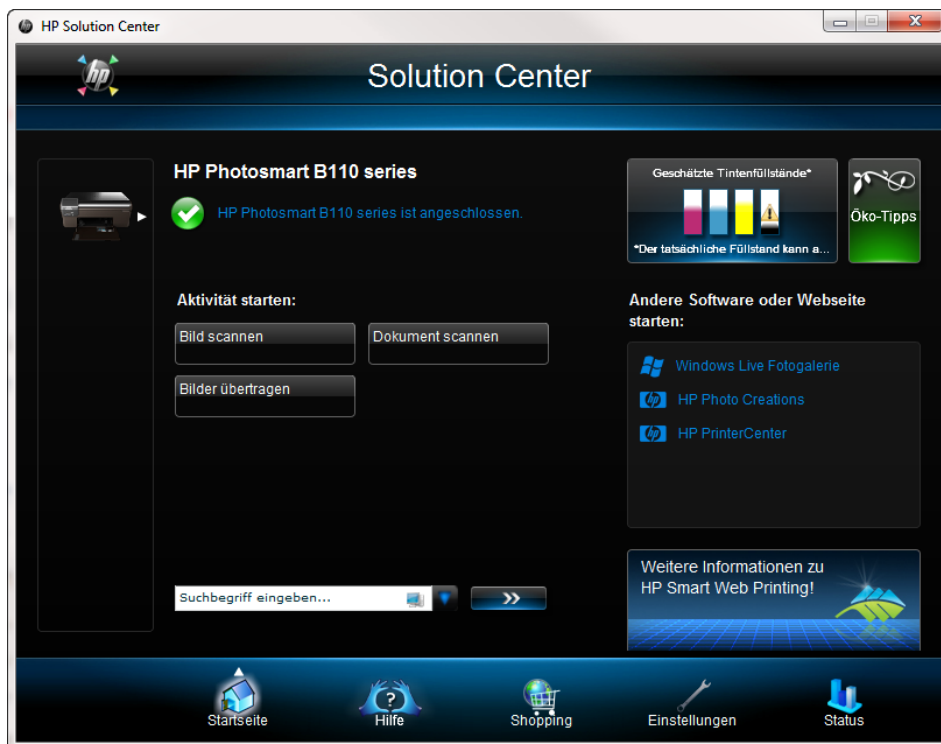 HP Solution Center
hp
Solution Center
HP Photosmart B110 series
HP Photosmart B110 series ist angeschlossen.
Geschätzte Tintenfüllstände*
*Der tatsächliche Füllstand kann a...
Öko-Tipps
Aktivität starten:
Bild scannen
Dokument scannen
Bilder übertragen
Andere Software oder Webseite
starten:
Windows Live Fotogalerie
hp HP Photo Creations
hp HP PrinterCenter
Suchbegriff eingeben...
Weitere Informationen zu
HP Smart Web Printing!
Startseite
Hilfe
Shopping
Einstellungen
Status